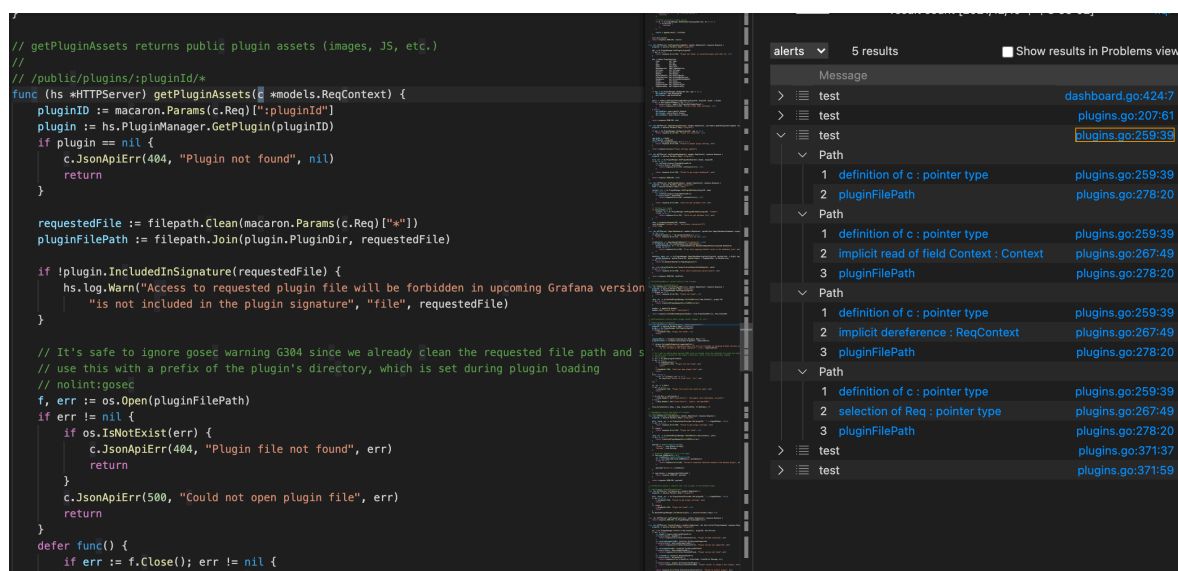 }
// getPluginAssets returns public plugin assets (images, JS, etc.)
//
// /public/plugins/:pluginId/*
func (hs *HTTPServer) getPluginAssets(c *models.ReqContext) {
pluginID := macaron.Params(c.Req)[":pluginId"]
plugin := hs.PluginManager.GetPlugin(pluginID)
if plugin == nil {
c.JsonApiErr(404, "Plugin not found", nil)
return
}
requestedFile := filepath.Clean(macaron.Params(c.Req)["*"])
pluginFilePath := filepath.Join(plugin.PluginDir, requestedFile)
if !plugin.IncludedInSignature(requestedFile) {
hs.log.Warn("Access to requested plugin file will be forbidden in upcoming Grafana version
"is not included in the plugin signature", "file", requestedFile)
}
// It's safe to ignore gosec warning G304 since we already clean the requested file path and s
// use this with a prefix of the plugin's directory, which is set during plugin loading
// nolint:gosec
f, err := os.Open(pluginFilePath)
if err != nil {
if os.IsNotExist(err) {
c.JsonApiErr(404, "Plugin file not found", err)
return
}
c.JsonApiErr(500, "Could not open plugin file", err)
return
}
defer func() {
if err := f.Close(); err != nil {
alerts 5 results Show results in Problems view
Message
test dashboard.go:424:7
test plugins.go:207:61
test plugins.go:259:39
Path
1 definition of c : pointer type plugins.go:259:39
2 pluginFilePath plugins.go:278:20
Path
1 definition of c : pointer type plugins.go:259:39
2 implicit read of field Context : Context plugins.go:267:49
3 pluginFilePath plugins.go:278:20
Path
1 definition of c : pointer type plugins.go:259:39
2 implicit dereference : ReqContext plugins.go:267:49
3 pluginFilePath plugins.go:278:20
Path
1 definition of c : pointer type plugins.go:259:39
2 selection of Req : pointer type plugins.go:267:49
3 pluginFilePath plugins.go:278:20
test plugins.go:371:37
test plugins.go:371:59